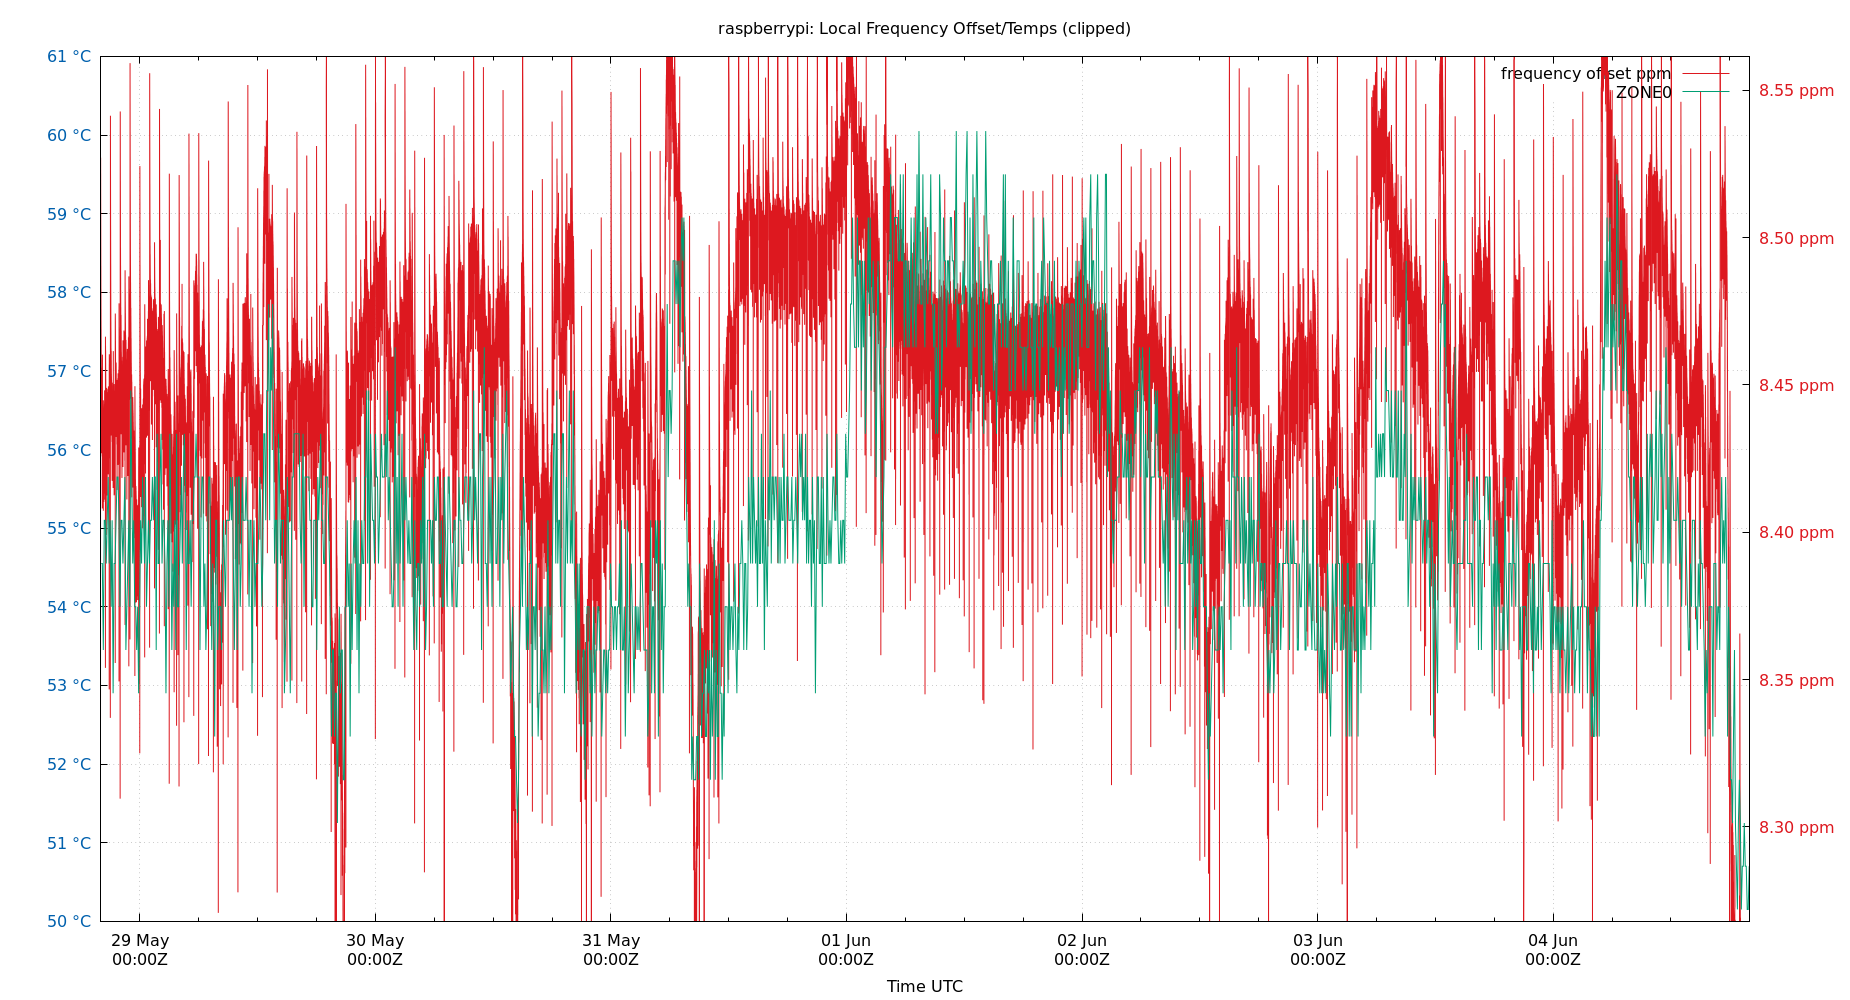 raspberrypi: Local Frequency Offset/Temps (clipped)
61 °C
60 °C
59 °C
58 °C
57 °C
56 °C
55 °C
54 °C
53 °C
52 °C
51 °C
50 °C
frequency offset ppm
ZONE0
8.55 ppm
8.50 ppm
8.45 ppm
8.40 ppm
8.35 ppm
8.30 ppm
29 May
00:00Z
30 May
00:00Z
31 May
00:00Z
01 Jun
00:00Z
02 Jun
00:00Z
03 Jun
00:00Z
04 Jun
00:00Z
Time UTC